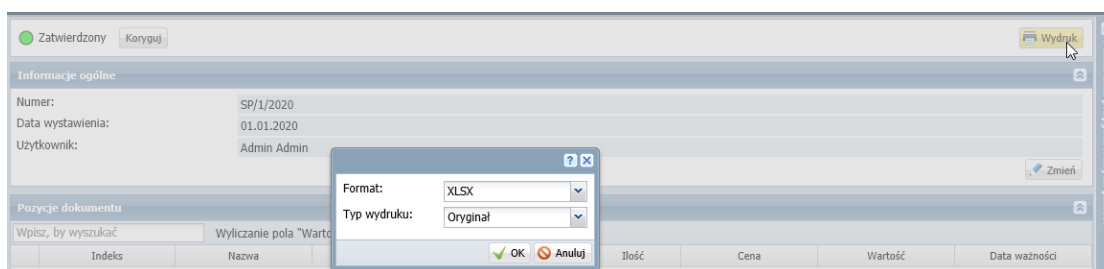 Zatwierdzony Koryguj Wydruk
Informacje ogólne
Numer: SP/1/2020
Data wystawienia: 01.01.2020
Użytkownik: Admin Admin
Zmień
Format: XLSX
Typ wydruku: Oryginał
OK Anuluj
Pozycje dokumentu
Wpisz, by wyszukać Wyliczanie pola "Warto
Indeks Nazwa Ilość Cena Wartość Data ważności